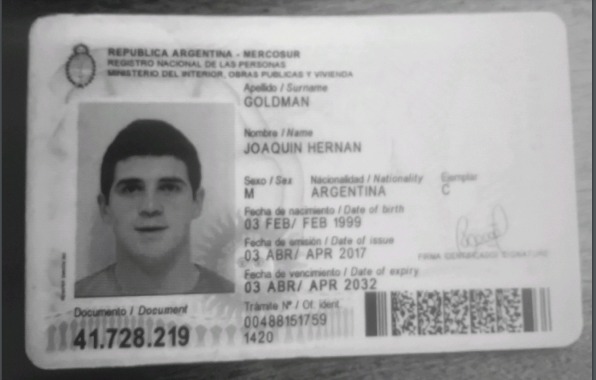 REPUBLICA ARGENTINA - MERCOSUR
REGISTRO NACIONAL DE LAS PERSONAS
MINISTERIO DEL INTERIOR, OBRAS PUBLICAS Y VIVIENDA
Apellido / Surname
GOLDMAN
Nombre / Name
JOAQUIN HERNAN
Sexo / Sex Nacionalidad / Nationality Ejemplar
M ARGENTINA C
Fecha de nacimiento / Date of birth
03 FEB/ FEB 1999
Fecha de emisión / Date of issue
03 ABR/ APR 2017
FIRMA IDENTIFICADO / SIGNATURE
Fecha de vencimiento / Date of expiry
03 ABR/ APR 2032
Documento / Document
41.728.219
Trámite Nº / Of. ident.
00488151759
1420